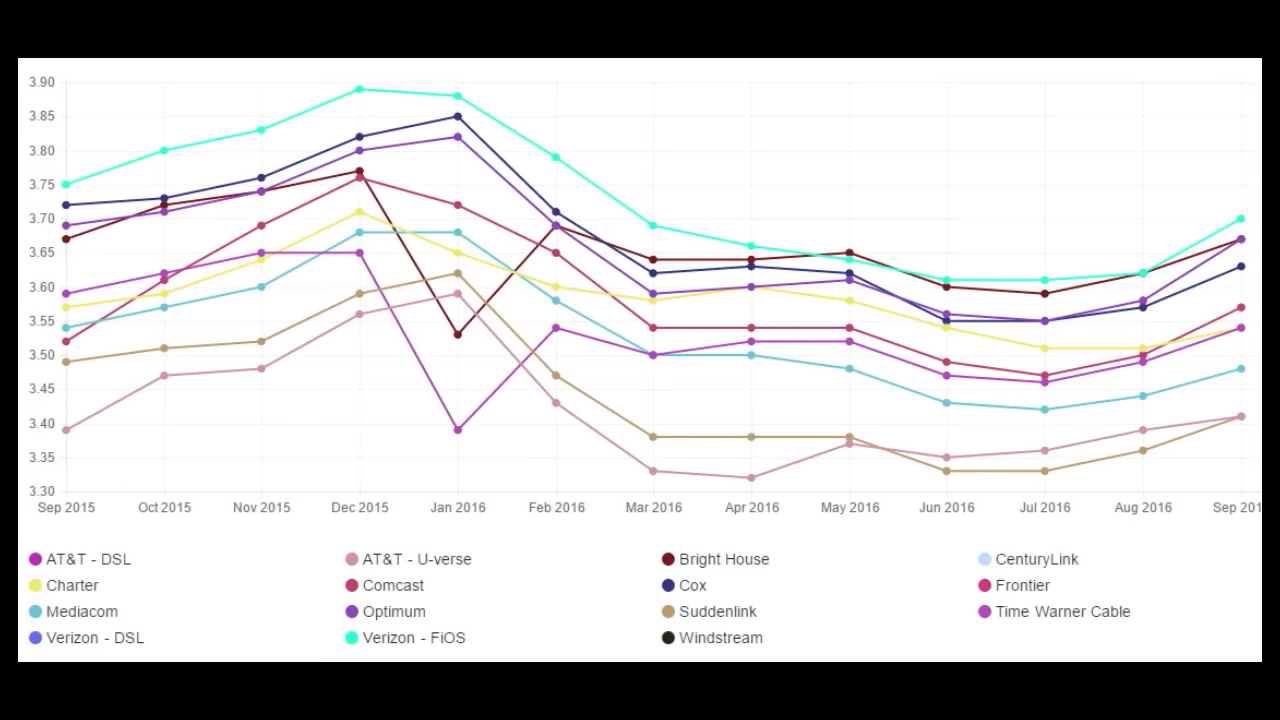 3.90
3.85
3.80
3.75
3.70
3.65
3.60
3.55
3.50
3.45
3.40
3.35
3.30
Sep 2015 Oct 2015 Nov 2015 Dec 2015 Jan 2016 Feb 2016 Mar 2016 Apr 2016 May 2016 Jun 2016 Jul 2016 Aug 2016 Sep 201
AT&T - DSL AT&T - U-verse Bright House CenturyLink
Charter Comcast Cox Frontier
Mediacom Optimum Suddenlink Time Warner Cable
Verizon - DSL Verizon - FiOS Windstream